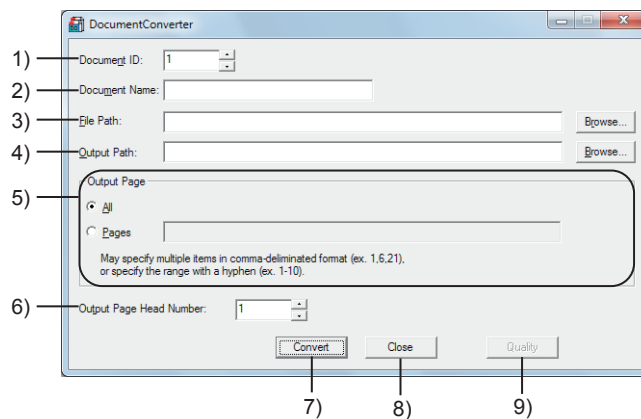 DocumentConverter
1) Document ID: 1
2) Document Name:
3) File Path: Browse...
4) Output Path: Browse...
5) Output Page
All
Pages
May specify multiple items in comma-deliminated format (ex. 1,6,21),
or specify the range with a hyphen (ex. 1-10).
6) Output Page Head Number: 1
Convert Close Quality
7) 8) 9)